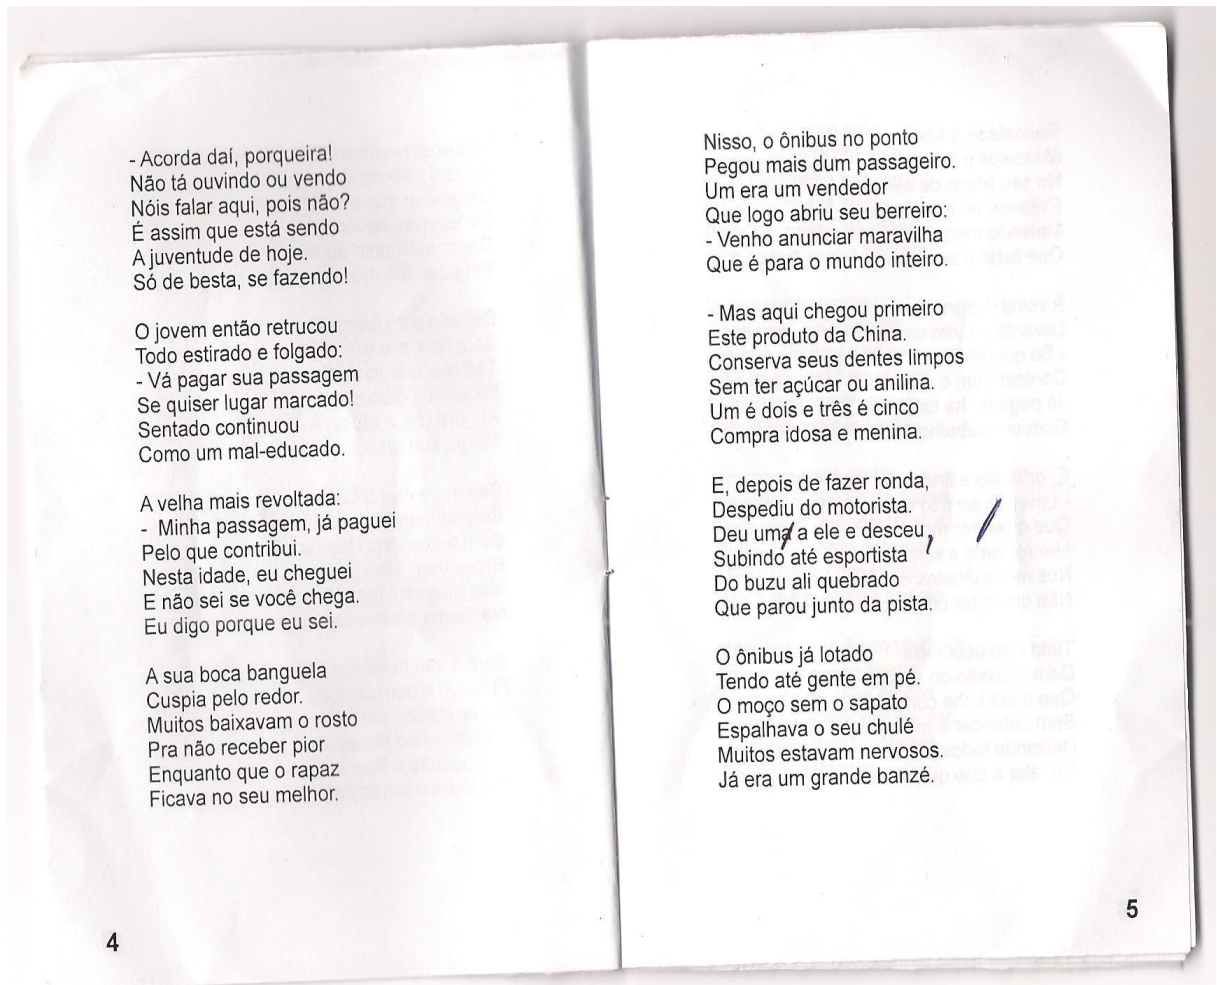 - Acorda daí, porqueira!
Não tá ouvindo ou vendo
Nóis falar aqui, pois não?
É assim que está sendo
A juventude de hoje.
Só de besta, se fazendo!

O jovem então retrucou
Todo estirado e folgado:
- Vá pagar sua passagem
Se quiser lugar marcado!
Sentado continuou
Como um mal-educado.

A velha mais revoltada:
- Minha passagem, já paguei
Pelo que contribui.
Nesta idade, eu cheguei
E não sei se você chega.
Eu digo porque eu sei.

A sua boca banguela
Cuspia pelo redor.
Muitos baixavam o rosto
Pra não receber pior
Enquanto que o rapaz
Ficava no seu melhor.

4

Nisso, o ônibus no ponto
Pegou mais dum passageiro.
Um era um vendedor
Que logo abriu seu berreiro:
- Venho anunciar maravilha
Que é para o mundo inteiro.

- Mas aqui chegou primeiro
Este produto da China.
Conserva seus dentes limpos
Sem ter açúcar ou anilina.
Um é dois e três é cinco
Compra idosa e menina.

E, depois de fazer ronda,
Despediu do motorista.
Deu uma a ele e desceu,
Subindo até esportista
Do buzu ali quebrado
Que parou junto da pista.

O ônibus já lotado
Tendo até gente em pé.
O moço sem o sapato
Espalhava o seu chulé
Muitos estavam nervosos.
Já era um grande banzé.

5